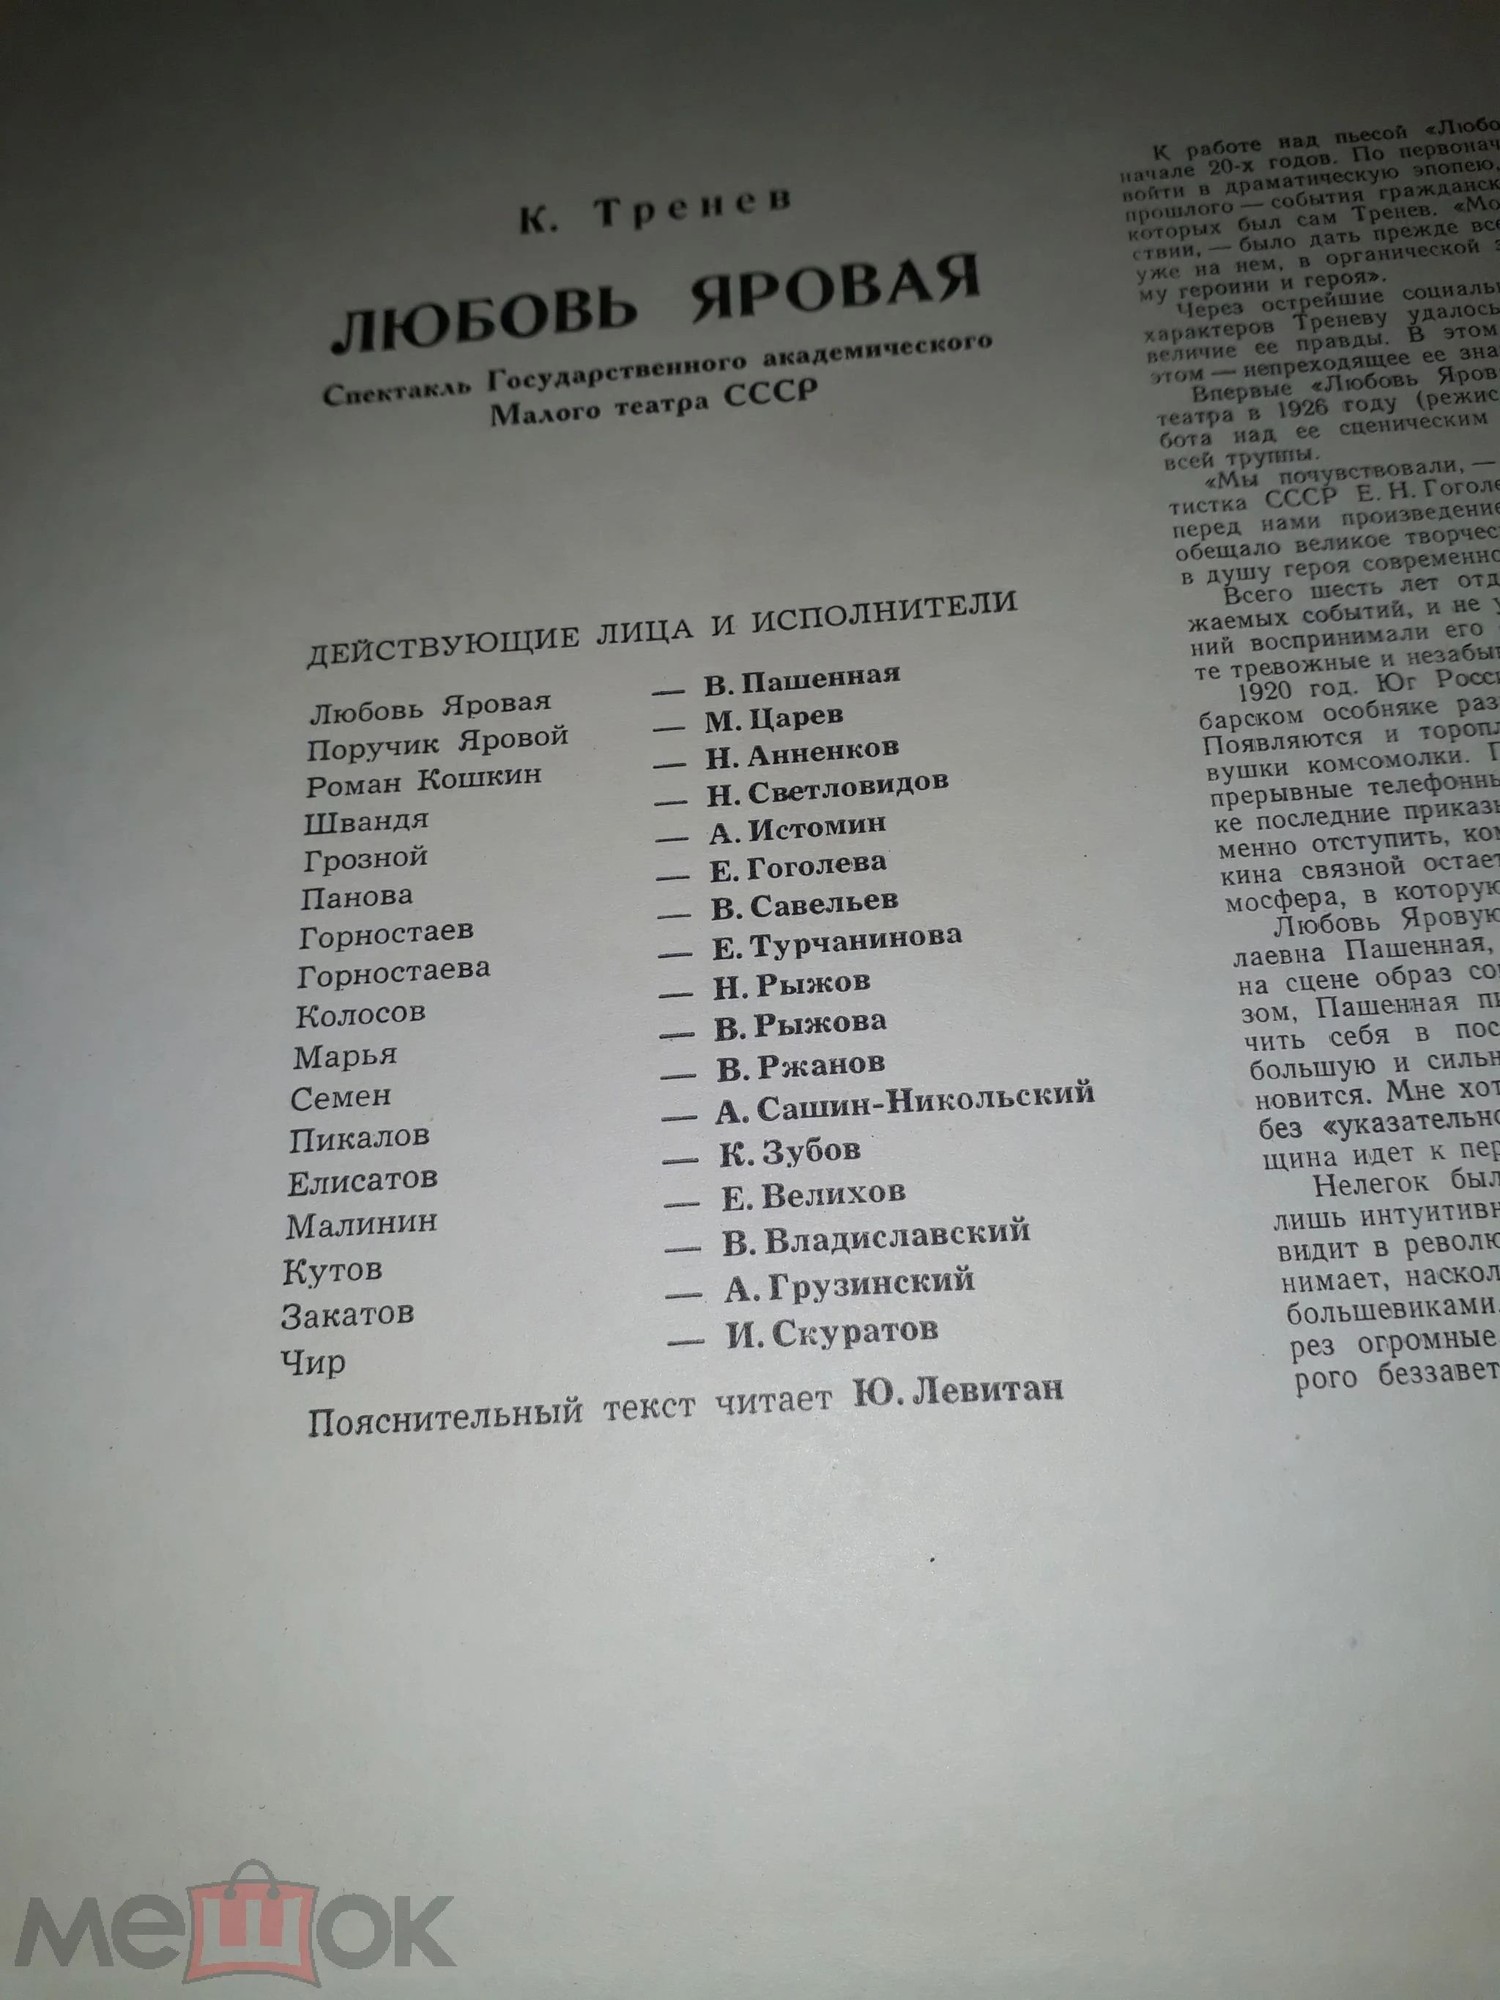 К. Тренев
ЛЮБОВЬ ЯРОВАЯ
Спектакль Государственного академического
Малого театра СССР
ДЕЙСТВУЮЩИЕ ЛИЦА И ИСПОЛНИТЕЛИ
Любовь Яровая — В. Пашенная
Поручик Яровой — М. Царев
Роман Кошкин — Н. Анненков
Швандя — Н. Светловидов
Грозной — А. Истомин
Панова — Е. Гоголева
Горностаев — В. Савельев
Горностаева — Е. Турчанинова
Колосов — Н. Рыжов
Марья — В. Рыжова
Семен — В. Ржанов
Пикалов — А. Сашин-Никольский
Елисатов — К. Зубов
Малинин — Е. Велихов
Кутов — В. Владиславский
Закатов — А. Грузинский
Чир — И. Скуратов
Пояснительный текст читает Ю. Левитан
К работе над пьесой «Любо
начале 20-х годов. По первонач
войти в драматическую эпопею,
прошлого — события гражданск
которых был сам Тренев. «Мо
ствии, — было дать прежде все
уже на нем, в органической
му героини и героя».
Через острейшие социаль
характеров Треневу удалось
величие ее правды. В этом
этом — непреходящее ее зна
Впервые «Любовь Яров
театра в 1926 году (режис
бота над ее сценическим
всей труппы.
«Мы почувствовали, —
тистка СССР Е. Н. Гоголе
перед нами произведение
обещало великое творчес
в душу героя современно
Всего шесть лет отд
жаемых событий, и не у
ний воспринимали его
те тревожные и незабы
1920 год. Юг Росси
барском особняке раз
Появляются и торопл
вушки комсомолки. П
прерывные телефонны
ке последние приказы
менно отступить, ком
кина связной остает
мосфера, в которую
Любовь Яровую
лаевна Пашенная,
на сцене образ со
зом, Пашенная пи
чить себя в пос
большую и сильн
новится. Мне хот
без «указательно
щина идет к пер
Нелегок был
лишь интуитивн
видит в револю
нимает, наскол
большевиками.
рез огромные
рого беззавет
мешок